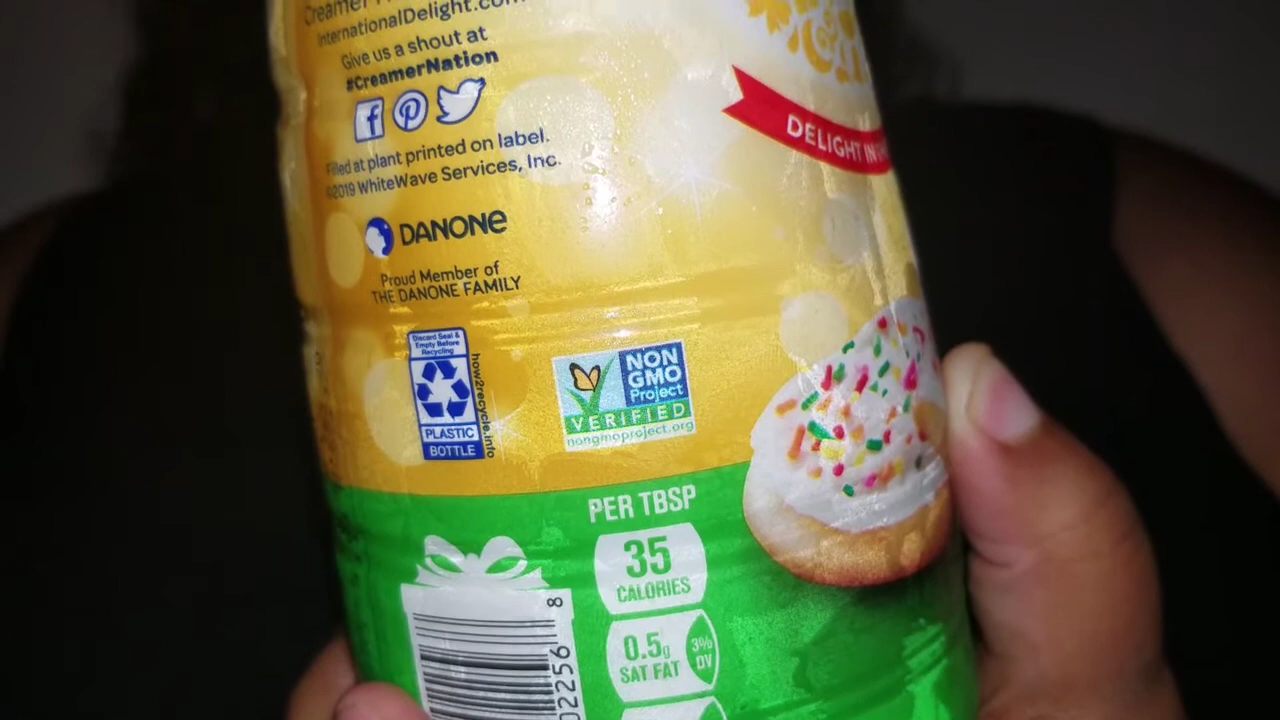 Creamer
InternationalDelight.com
Give us a shout at
#CreamerNation
Filled at plant printed on label.
©2019 WhiteWave Services, Inc.
DANONE
Proud Member of
THE DANONE FAMILY
Discard Seal &
Empty Before
Recycling
PLASTIC
BOTTLE
how2recycle.info
NON
GMO
Project
VERIFIED
nongmoproject.org
DELIGHT IN
PER TBSP
35
CALORIES
0.5g
SAT FAT
3%
DV
8
02256